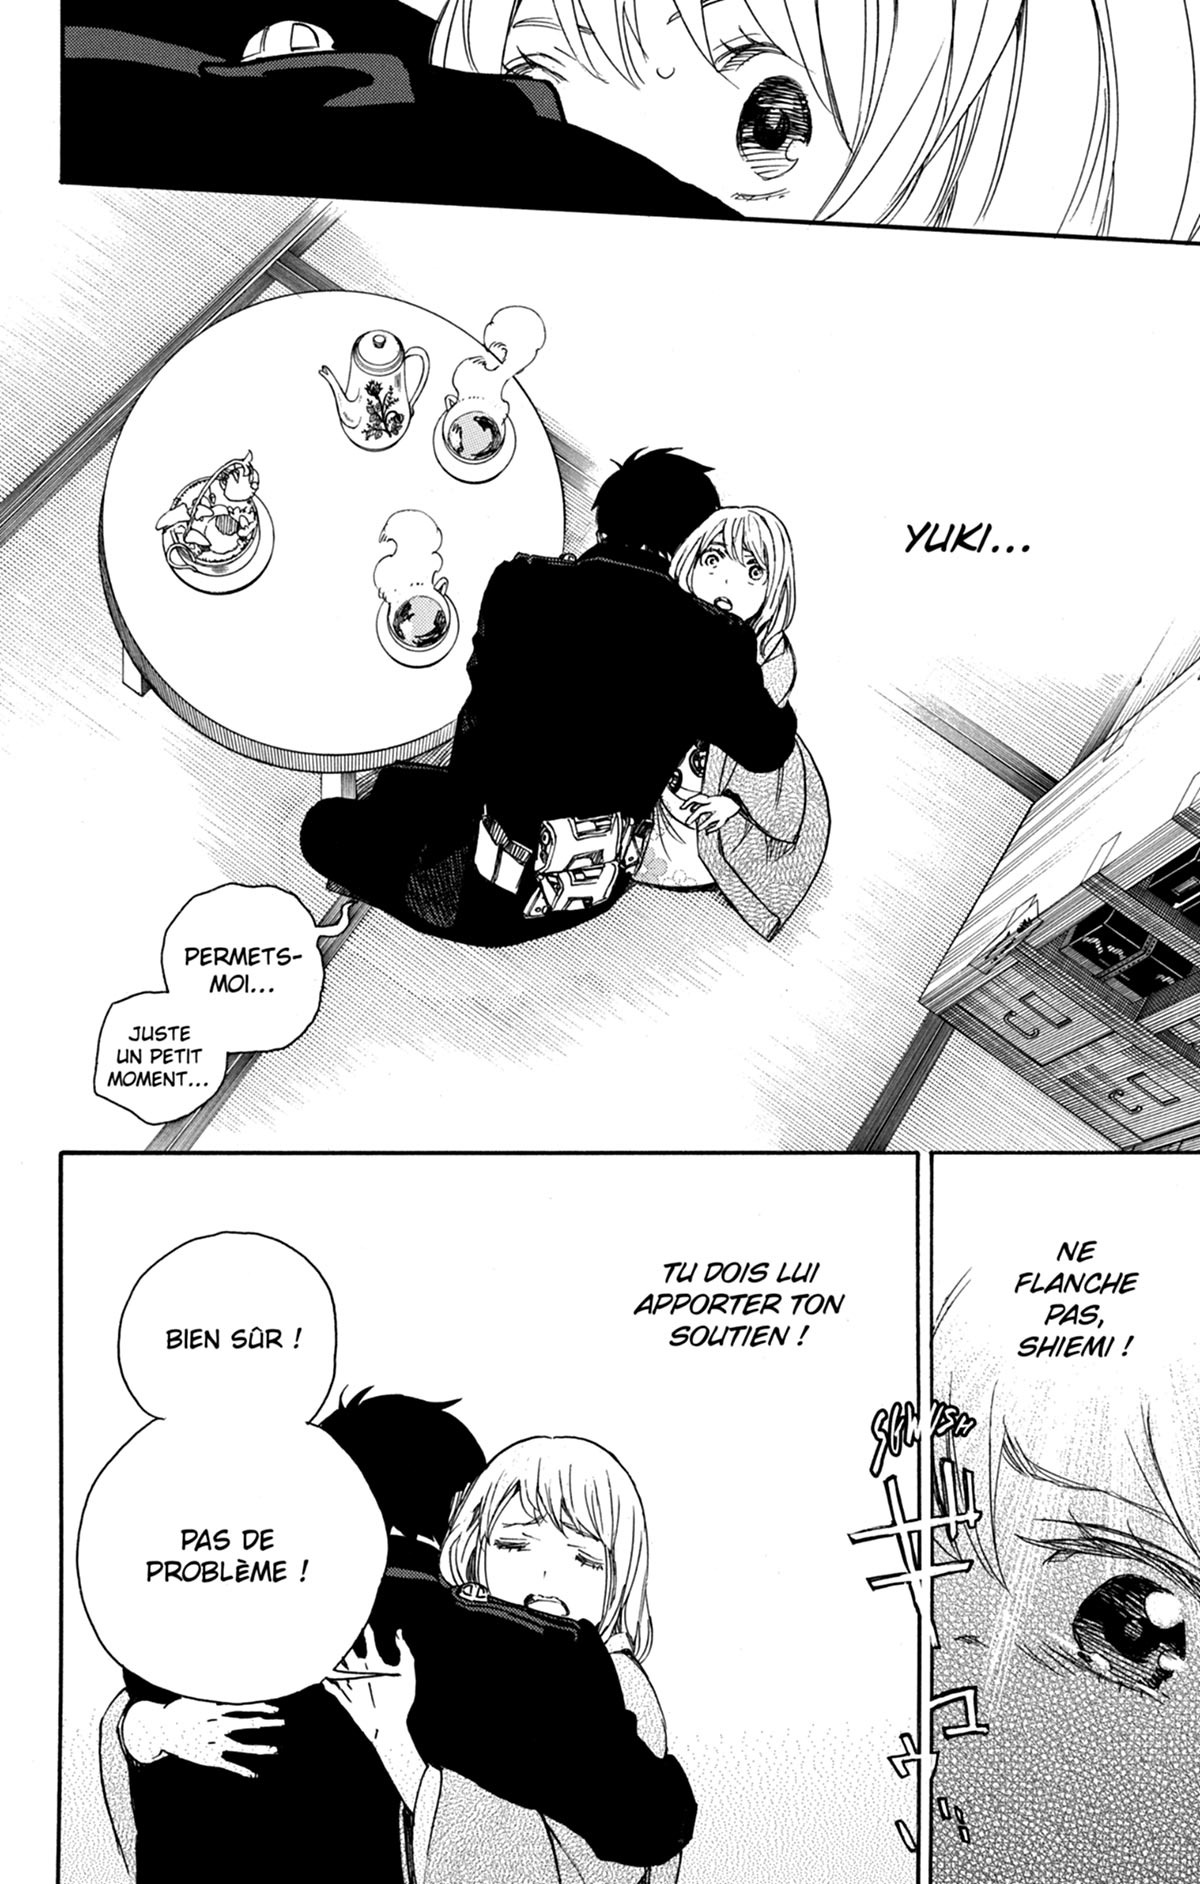 YUKI...
PERMETS-
MOI...
JUSTE
UN PETIT
MOMENT...
NE
FLANCHE
PAS,
SHIEMI !
TU DOIS LUI
APPORTER TON
SOUTIEN !
BIEN SÛR !
PAS DE
PROBLÈME !